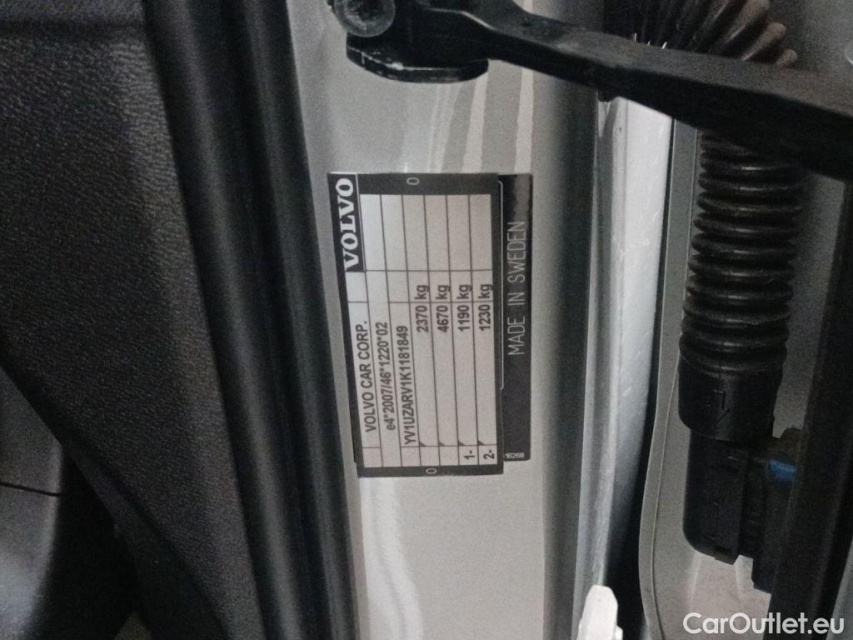 VOLVO
VOLVO CAR CORP.
e4*2007/46*1220*02
YV1UZARV1K1181849
2370 kg
4670 kg
1- 1190 kg
2- 1230 kg
MADE IN SWEDEN
CarOutlet.eu